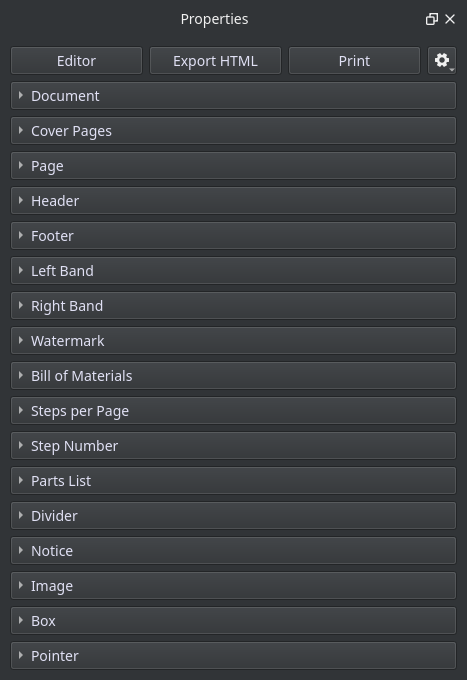 Properties
Editor Export HTML Print
Document
Cover Pages
Page
Header
Footer
Left Band
Right Band
Watermark
Bill of Materials
Steps per Page
Step Number
Parts List
Divider
Notice
Image
Box
Pointer